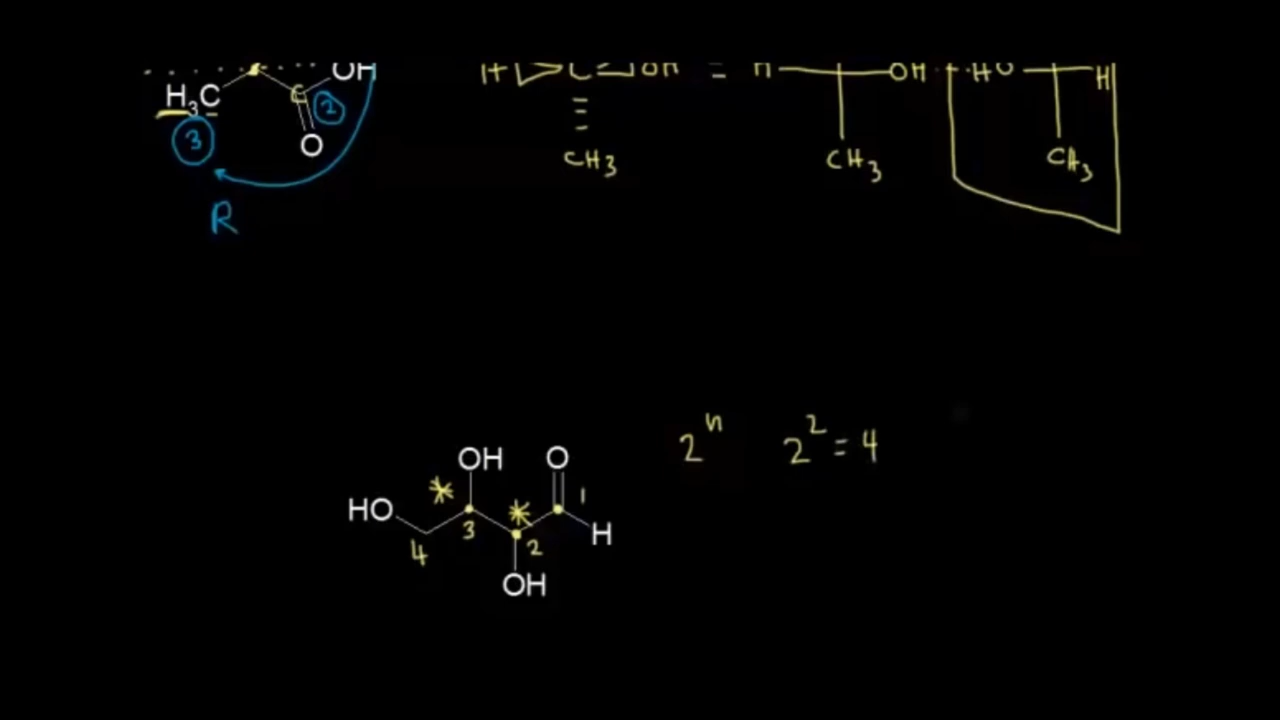 OH
H C OH = H OH HO H
H3C C 2
3 O
CH3 CH3 CH3
R
2^n 2^2 = 4
OH O
* 1
HO *
3 H
4 2
OH